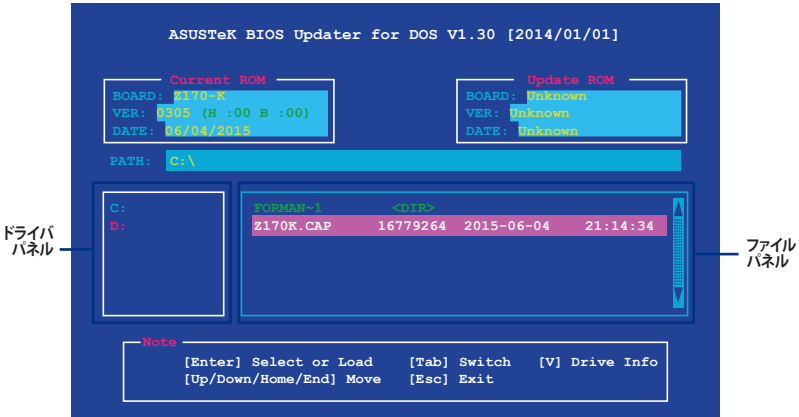 ASUSTeK BIOS Updater for DOS V1.30 [2014/01/01]
Current ROM
BOARD: Z170-K
VER: 0305 (H :00 B :00)
DATE: 06/04/2015
Update ROM
BOARD: Unknown
VER: Unknown
DATE: Unknown
PATH: C:\
ドライバ
パネル
C:
D:
FORMAN~1 <DIR>
Z170K.CAP 16779264 2015-06-04 21:14:34
ファイル
パネル
Note
[Enter] Select or Load [Tab] Switch [V] Drive Info
[Up/Down/Home/End] Move [Esc] Exit